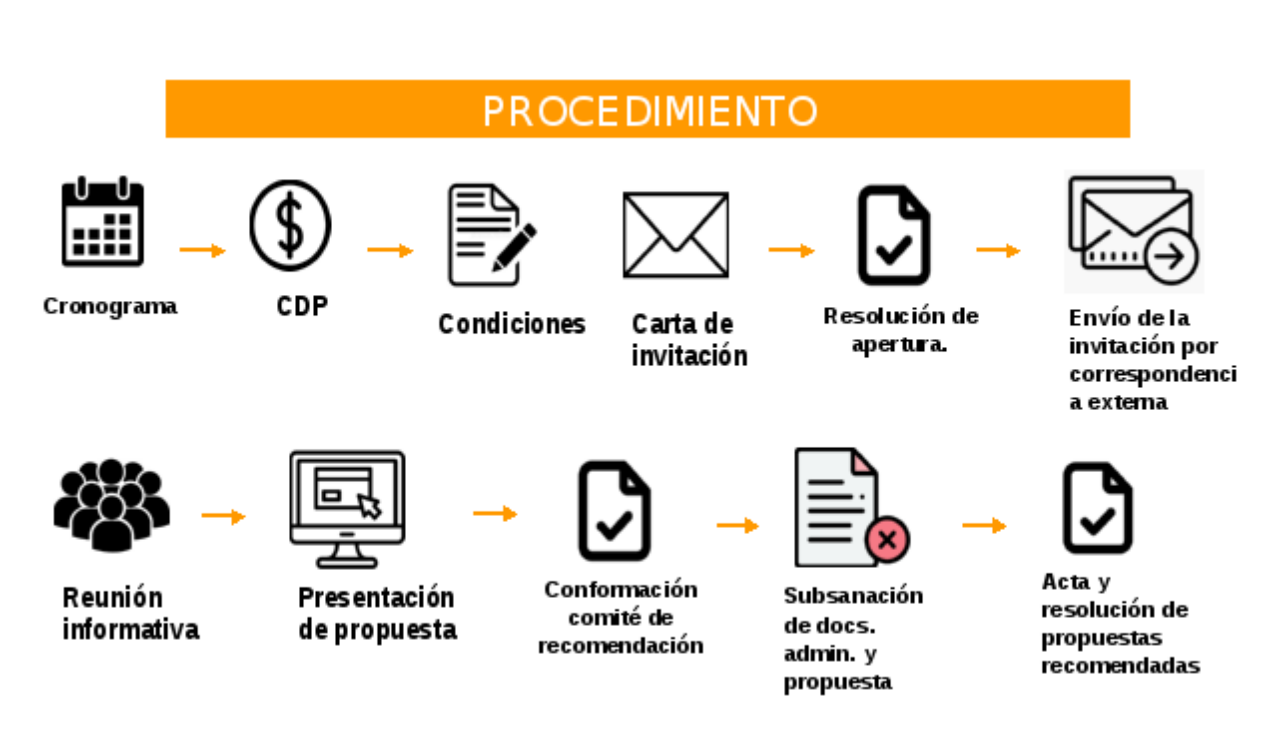 PROCEDIMIENTO
Cronograma
CDP
Condiciones
Carta de
invitación
Resolución de
apertura.
Envío de la
invitación por
correspondenci
a externa
Reunión
informativa
Presentación
de propuesta
Conformación
comité de
recomendación
Subsanación
de docs.
admin. y
propuesta
Acta y
resolución de
propuestas
recomendadas